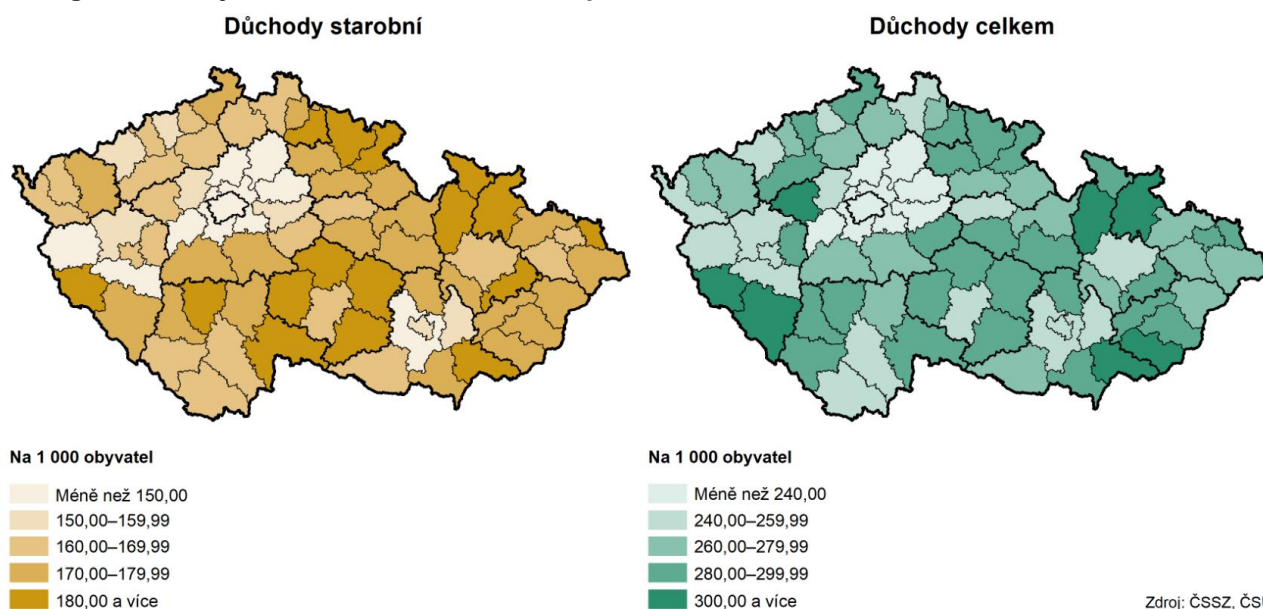 Důchody starobní
Důchody celkem
Na 1 000 obyvatel
Méně než 150,00
150,00–159,99
160,00–169,99
170,00–179,99
180,00 a více
Na 1 000 obyvatel
Méně než 240,00
240,00–259,99
260,00–279,99
280,00–299,99
300,00 a více
Zdroj: ČSSZ,